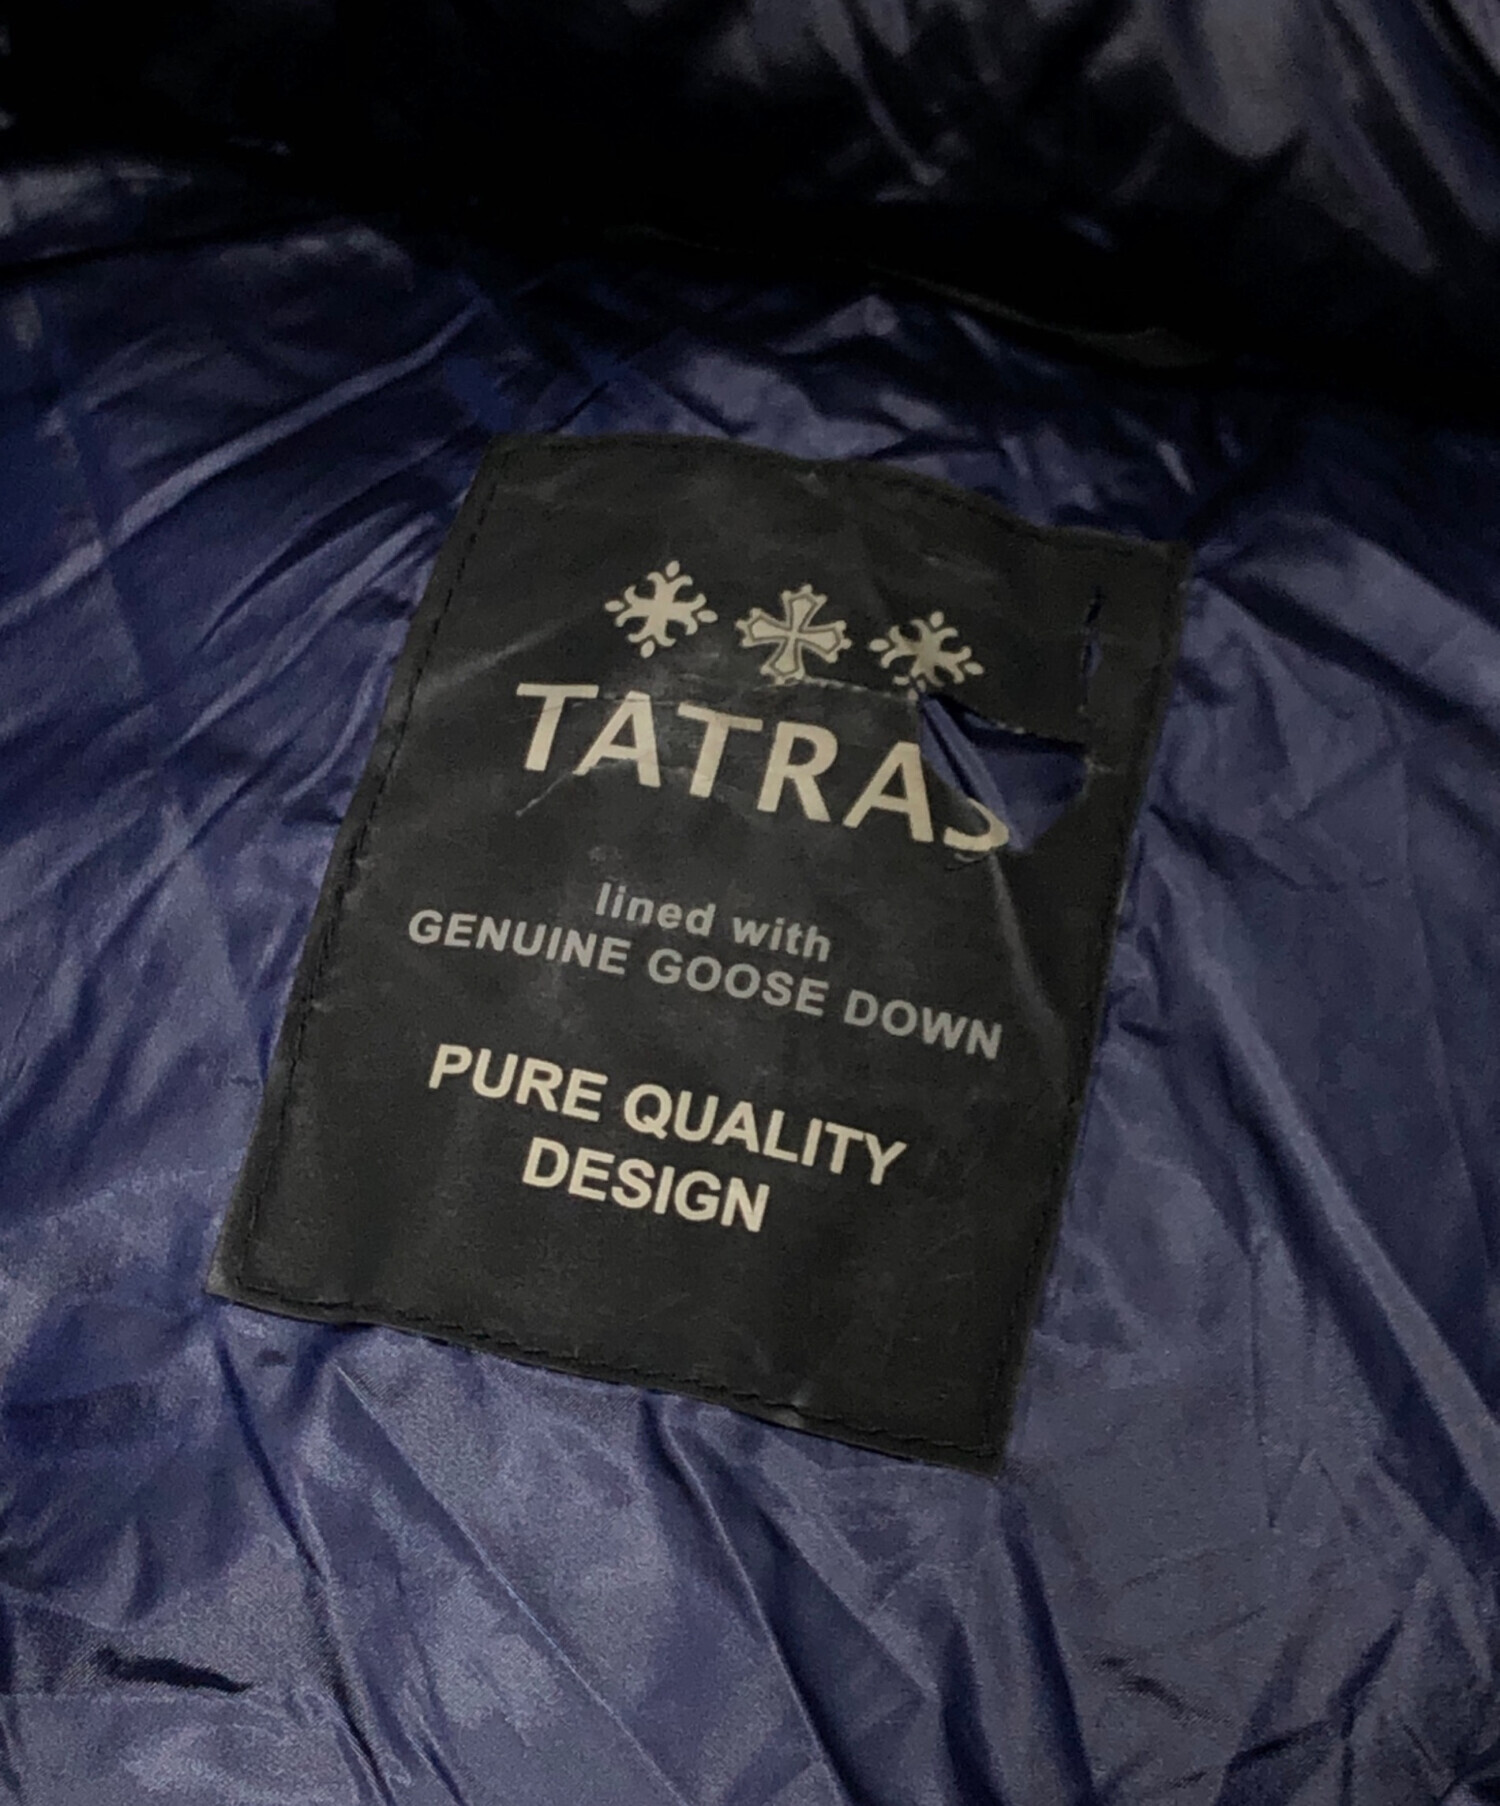 TATRAS
lined with
GENUINE GOOSE DOWN
PURE QUALITY
DESIGN